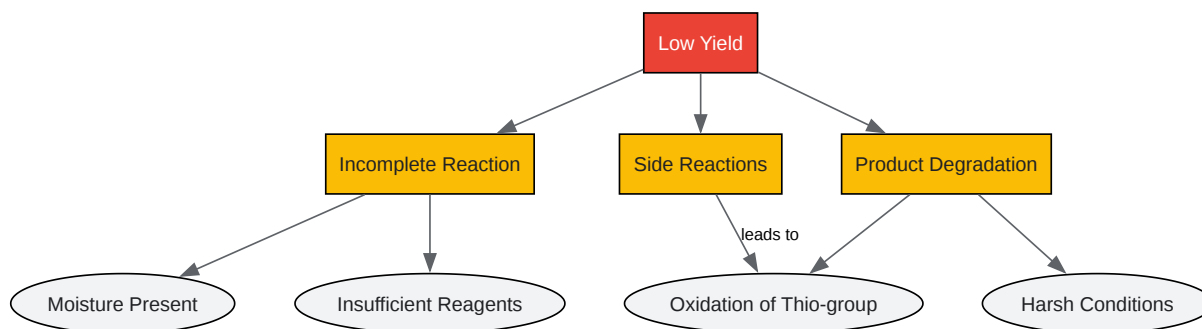 Low Yield
Incomplete Reaction
Side Reactions
Product Degradation
leads to
Moisture Present
Insufficient Reagents
Oxidation of Thio-group
Harsh Conditions